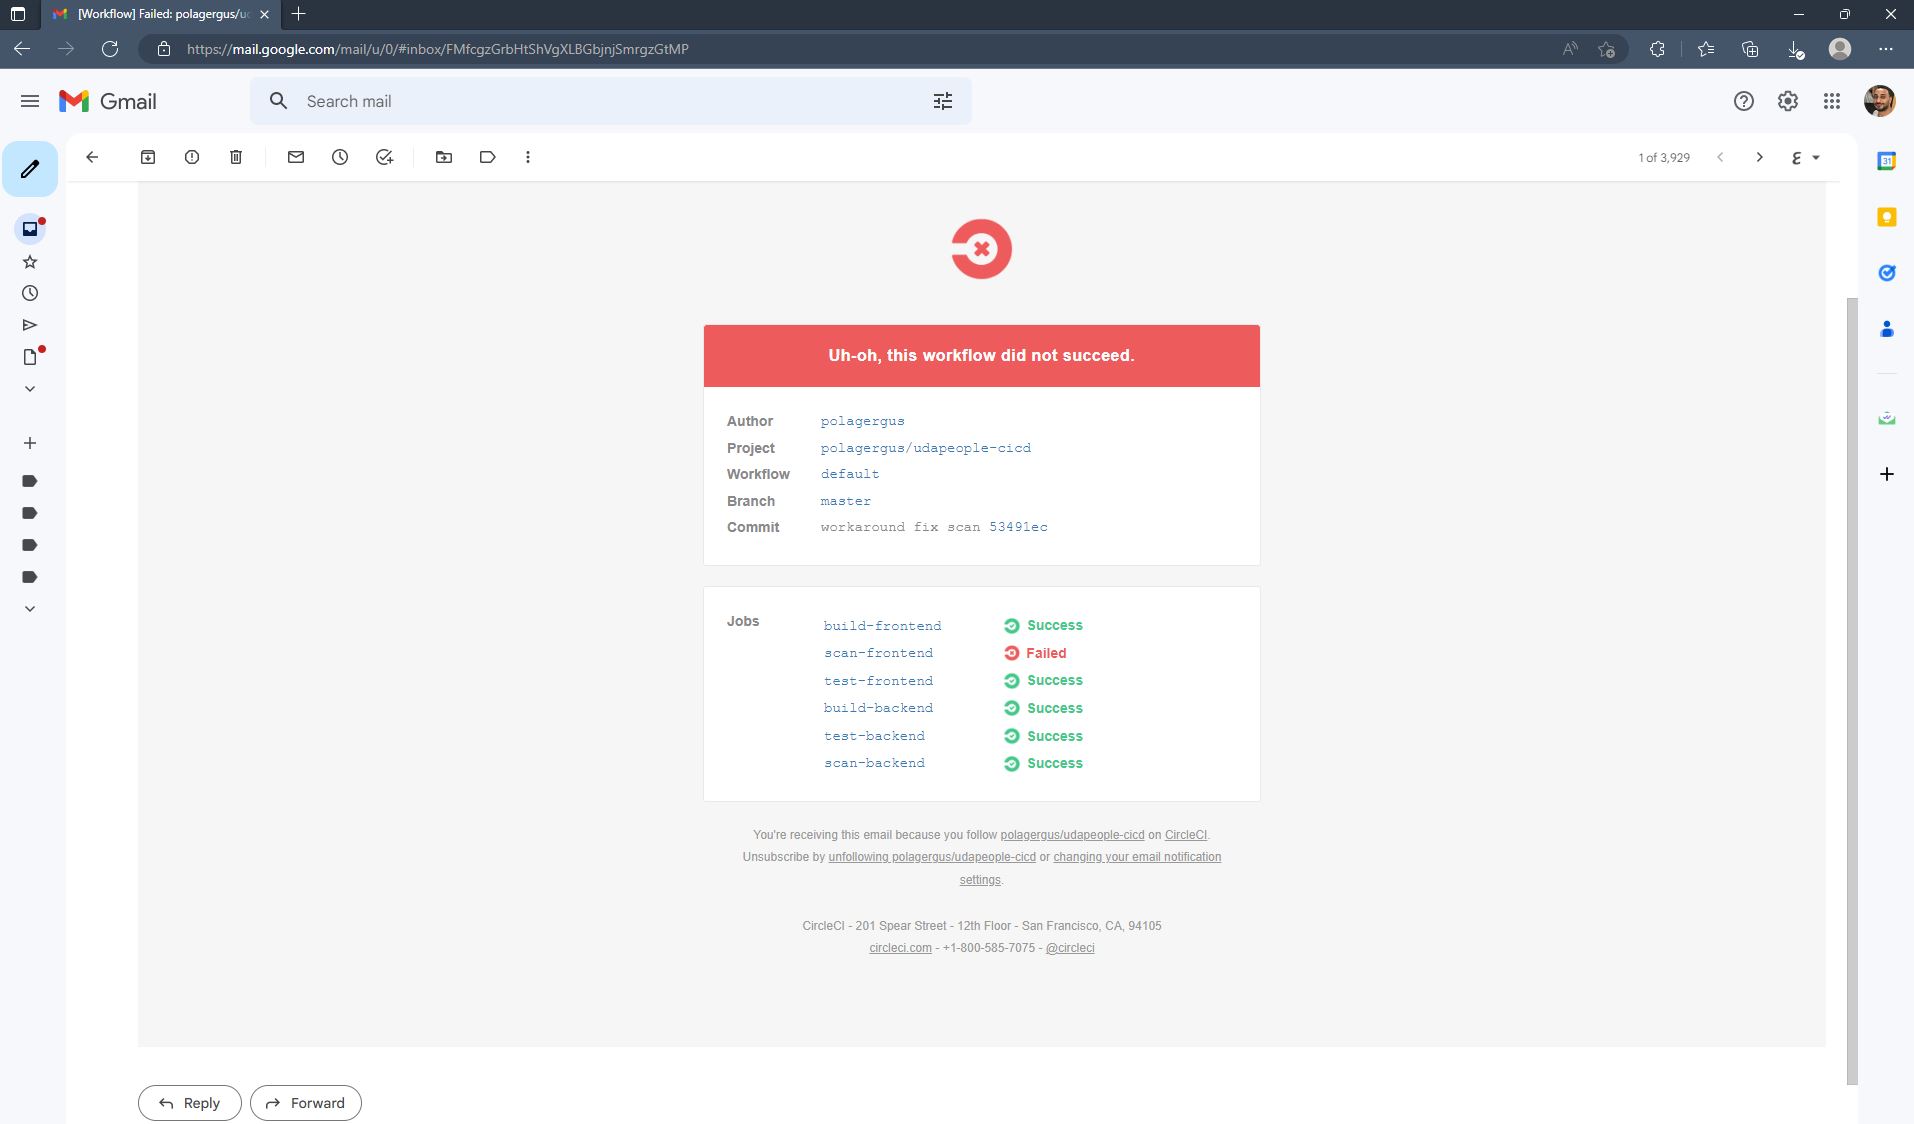 [Workflow] Failed: polagergus/u
https://mail.google.com/mail/u/0/#inbox/FMfcgzGrbHtShVgXLBGbjnjSmrgzGtMP
Gmail
Search mail
1 of 3,929
Uh-oh, this workflow did not succeed.
Author polagergus
Project polagergus/udapeople-cicd
Workflow default
Branch master
Commit workaround fix scan 53491ec
Jobs
build-frontend Success
scan-frontend Failed
test-frontend Success
build-backend Success
test-backend Success
scan-backend Success
You're receiving this email because you follow polagergus/udapeople-cicd on CircleCI.
Unsubscribe by unfollowing polagergus/udapeople-cicd or changing your email notification
settings.
CircleCI - 201 Spear Street - 12th Floor - San Francisco, CA, 94105
circleci.com - +1-800-585-7075 - @circleci
Reply Forward